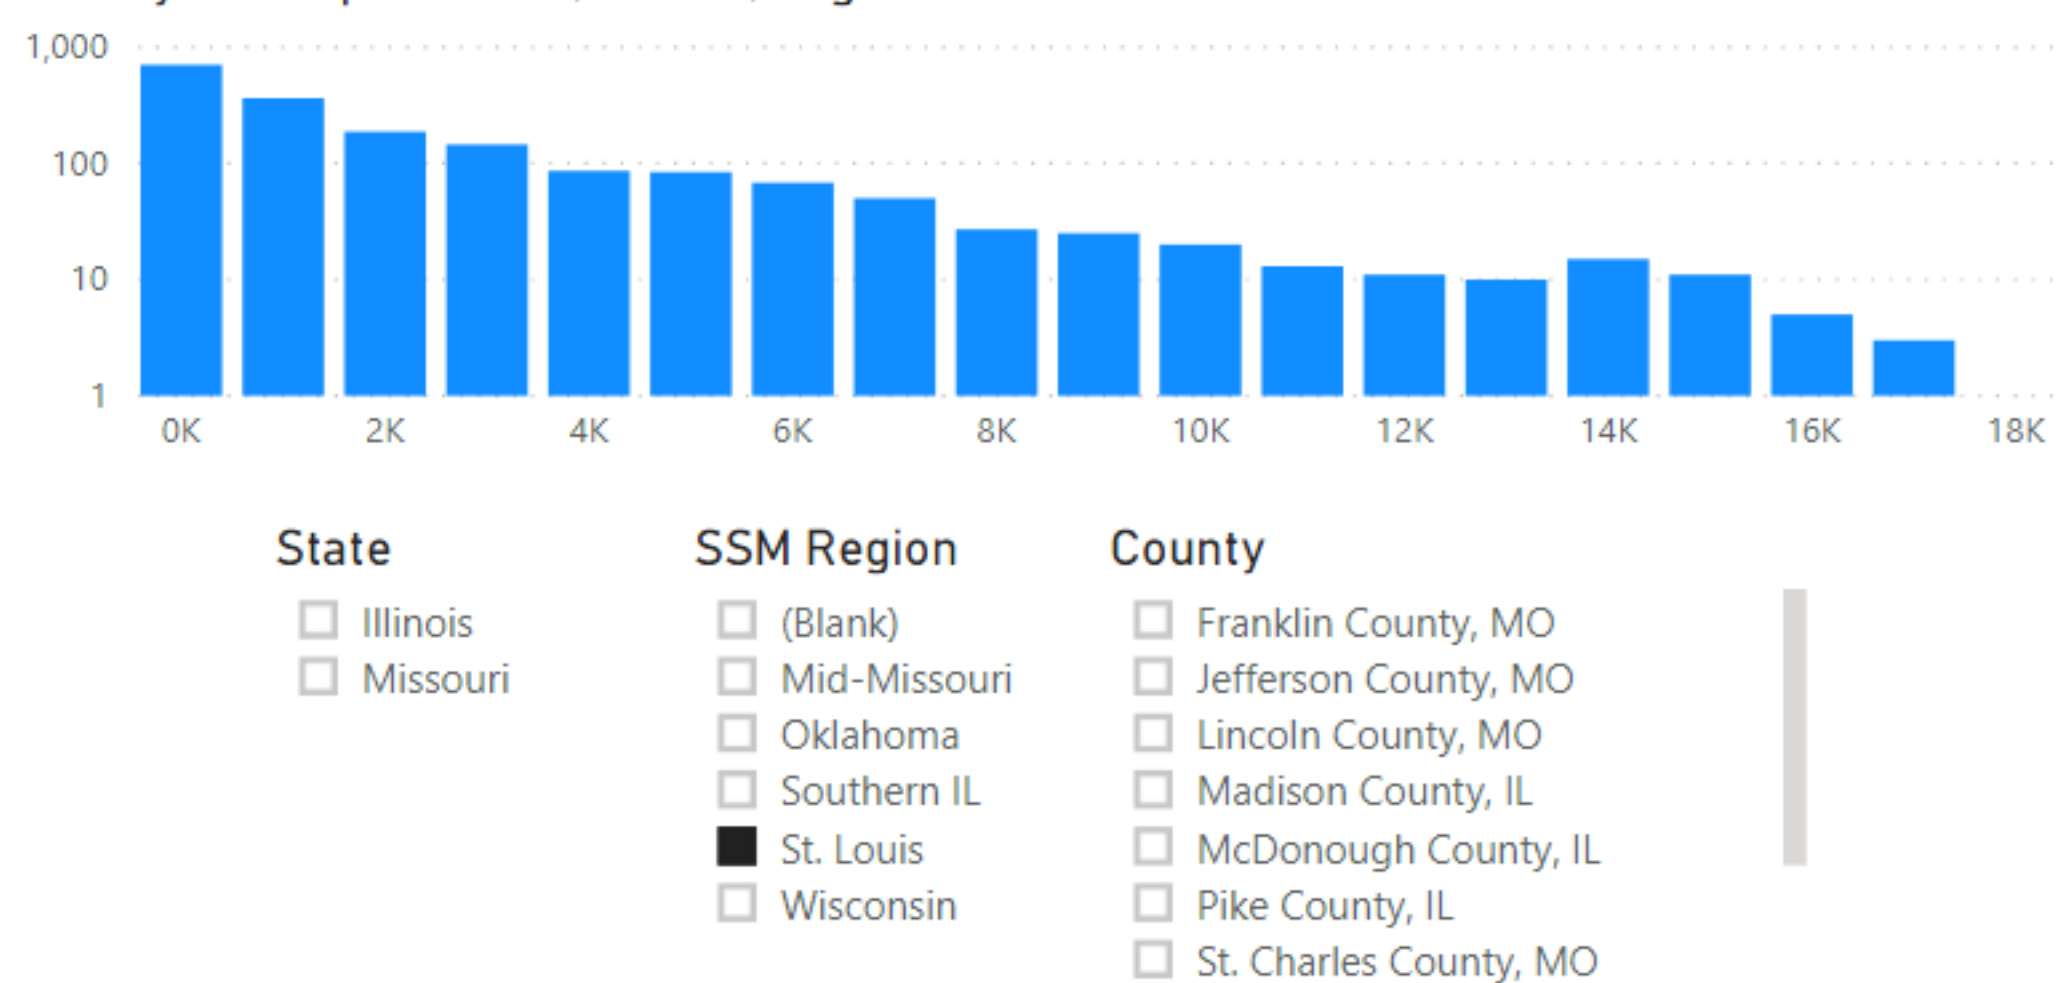 1,000
100
10
1
0K 2K 4K 6K 8K 10K 12K 14K 16K 18K
State
Illinois
Missouri
SSM Region
(Blank)
Mid-Missouri
Oklahoma
Southern IL
St. Louis
Wisconsin
County
Franklin County, MO
Jefferson County, MO
Lincoln County, MO
Madison County, IL
McDonough County, IL
Pike County, IL
St. Charles County, MO